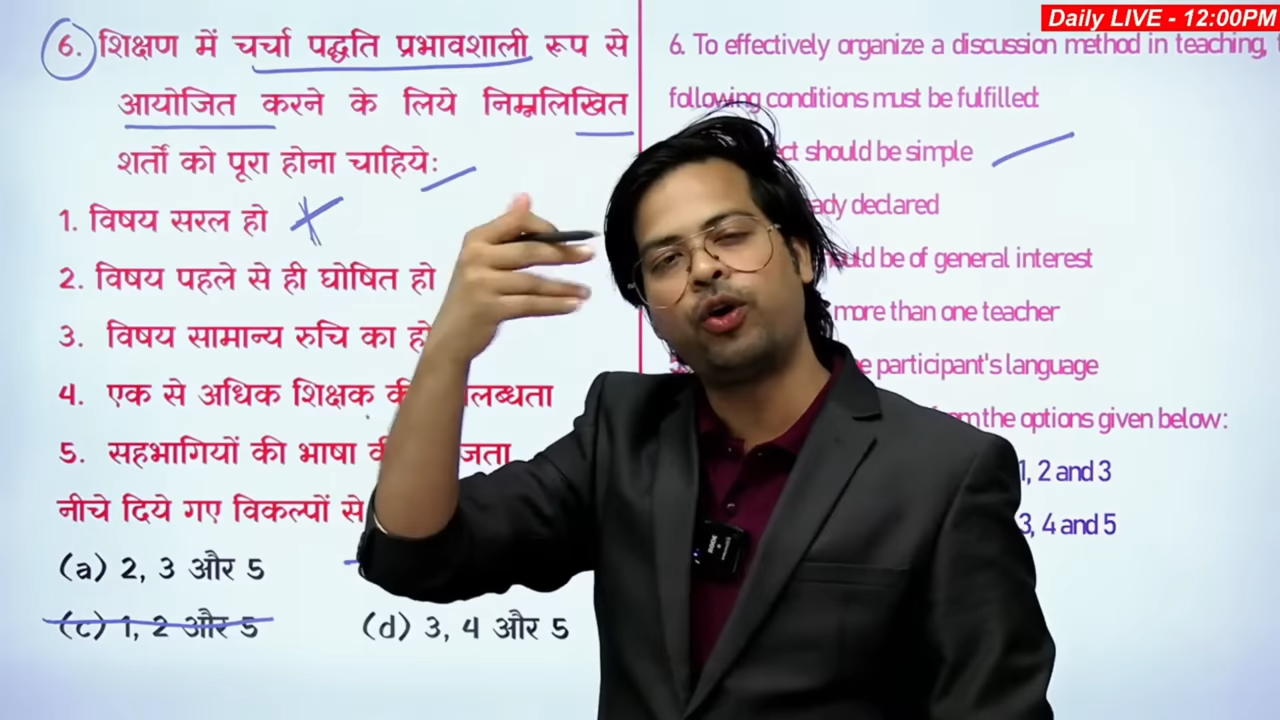 Daily LIVE - 12:00PM
6. शिक्षण में चर्चा पद्धति प्रभावशाली रूप से
आयोजित करने के लिये निम्नलिखित
शर्तों को पूरा होना चाहिये:
1. विषय सरल हो
2. विषय पहले से ही घोषित हो
3. विषय सामान्य रुचि का हो
4. एक से अधिक शिक्षक
5. सहभागियों की भाषा
नीचे दिये गए विकल्पों से
(a) 2, 3 और 5
(c) 1, 2 और 5
(d) 3, 4 और 5
6. To effectively organize a discussion method in teaching,
following conditions must be fulfilled
should be simple
declared
be of general interest
more than one teacher
participant's language
the options given below:
1, 2 and 3
3, 4 and 5